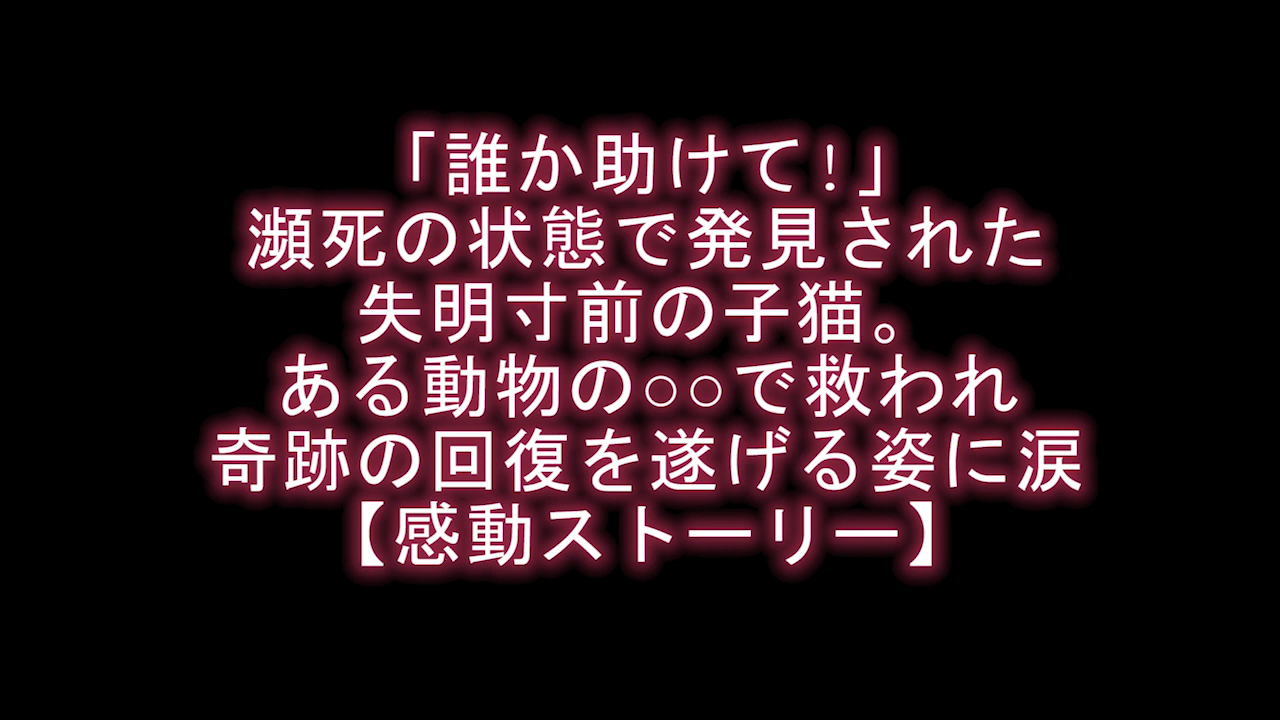 「誰か助けて!」
瀕死の状態で発見された
失明寸前の子猫。
ある動物の○○で救われ
奇跡の回復を遂げる姿に涙
【感動ストーリー】